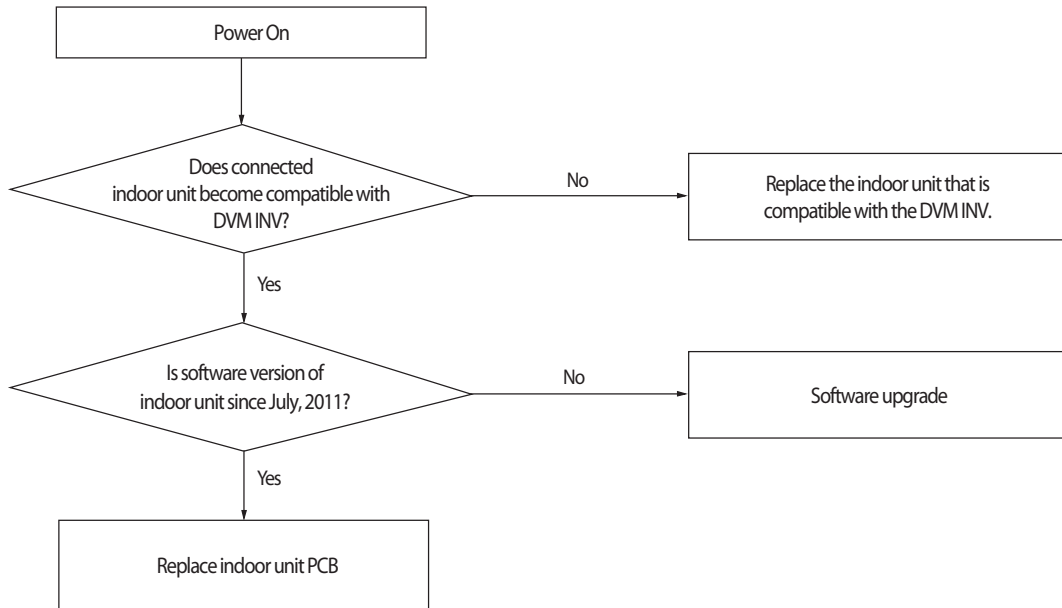 Power On
Does connected
indoor unit become compatible with
DVM INV?
No
Replace the indoor unit that is
compatible with the DVM INV.
Yes
Is software version of
indoor unit since July, 2011?
No
Software upgrade
Yes
Replace indoor unit PCB